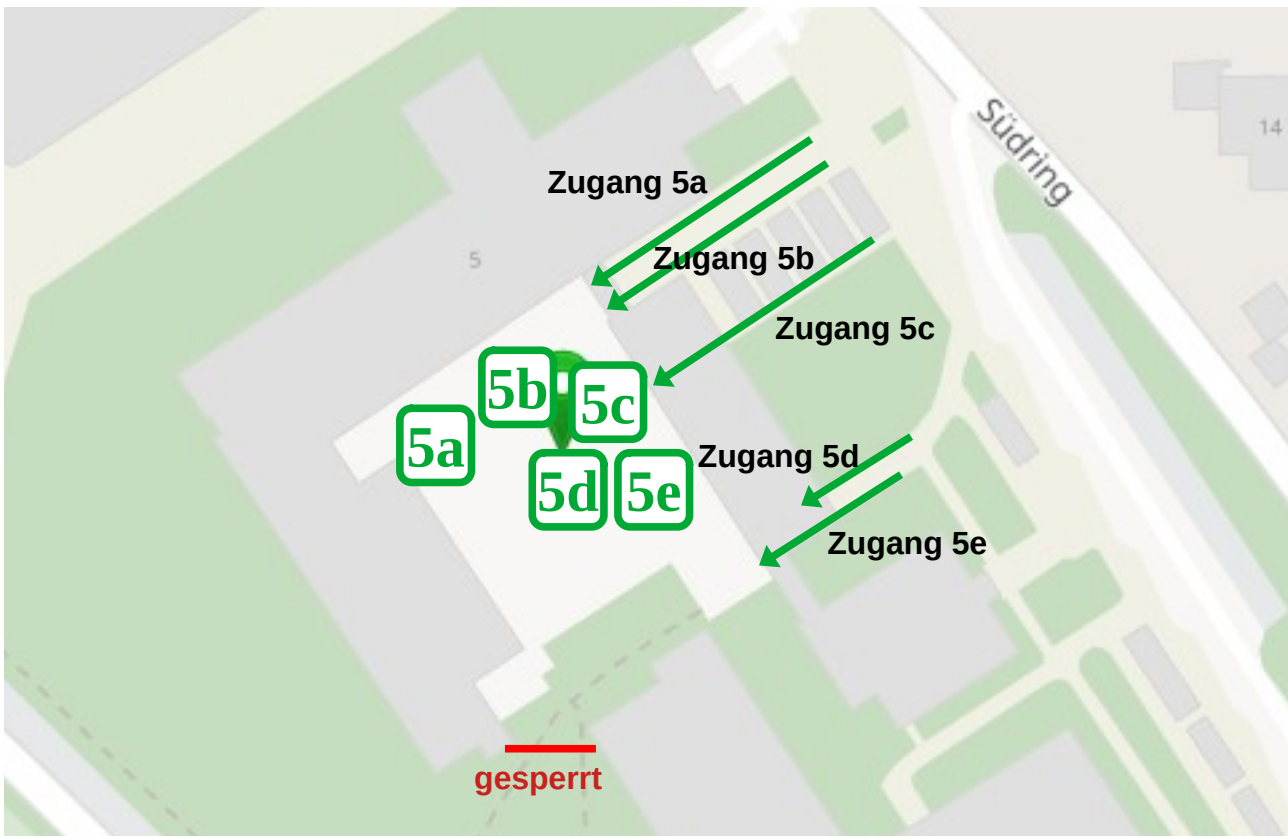 Südring
14
Zugang 5a
5
Zugang 5b
Zugang 5c
5b
5c
5a
Zugang 5d
5d
5e
Zugang 5e
gesperrt